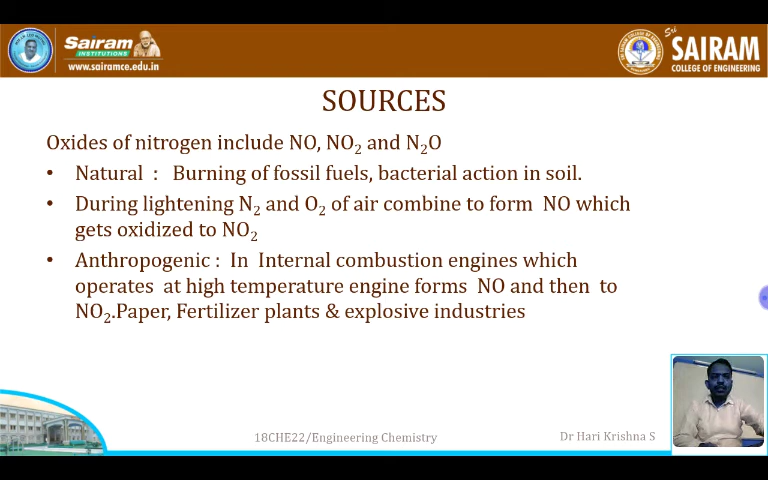 Sairam
INSTITUTIONS
www.sairamce.edu.in
Sri
SAIRAM
COLLEGE OF ENGINEERING
SOURCES
Oxides of nitrogen include NO, NO₂ and N₂O
• Natural : Burning of fossil fuels, bacterial action in soil.
• During lightening N₂ and O₂ of air combine to form NO which
gets oxidized to NO₂
• Anthropogenic : In Internal combustion engines which
operates at high temperature engine forms NO and then to
NO₂.Paper, Fertilizer plants & explosive industries
18CHE22/Engineering Chemistry
Dr Hari Krishna S